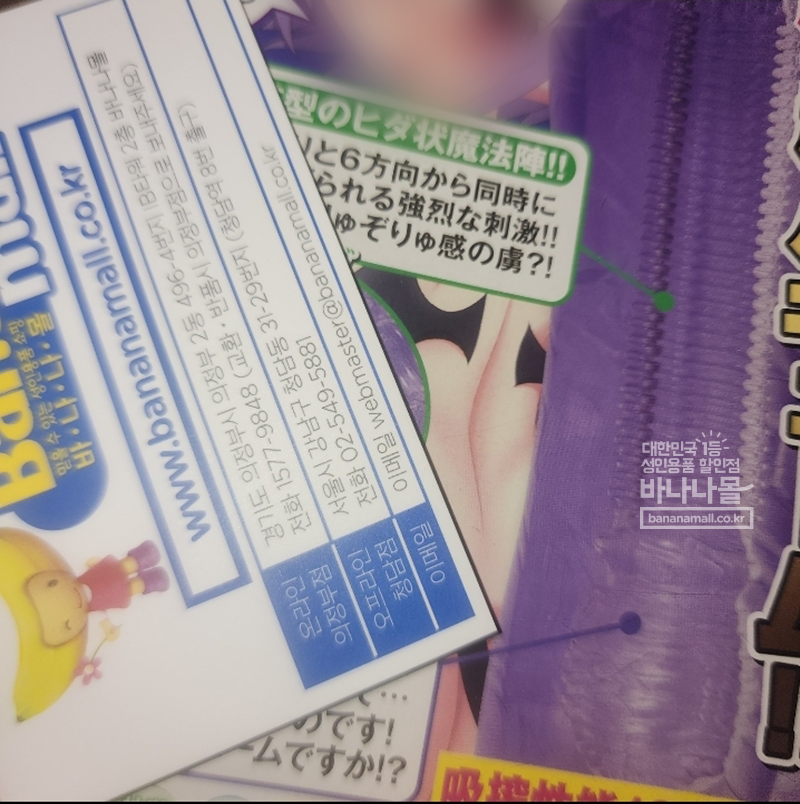 www.bananamall.co.kr
믿을 수 있는 성인용품 쇼핑
바·나·나·몰
온라인
의정부점
경기도 의정부시 의정부 2동 496-4번지 B1E역 2층 바나나몰
전화 1577-9848 (교환·반품시 의정부점으로 보내주세요)
오프라인
청담점
서울시 강남구 청담동 31-29번지 (청담역 8번 출구)
전화 02-549-5881
이메일
이메일 webmaster@bananamall.co.kr
型のヒダ状魔法陣!!
と6方向から同時に
られる強烈な刺激!!
ゅぞりゅ感の虜?!
のです!
ームですか!?
대한민국 1등
성인용품 할인점
바나나몰
bananamall.co.kr